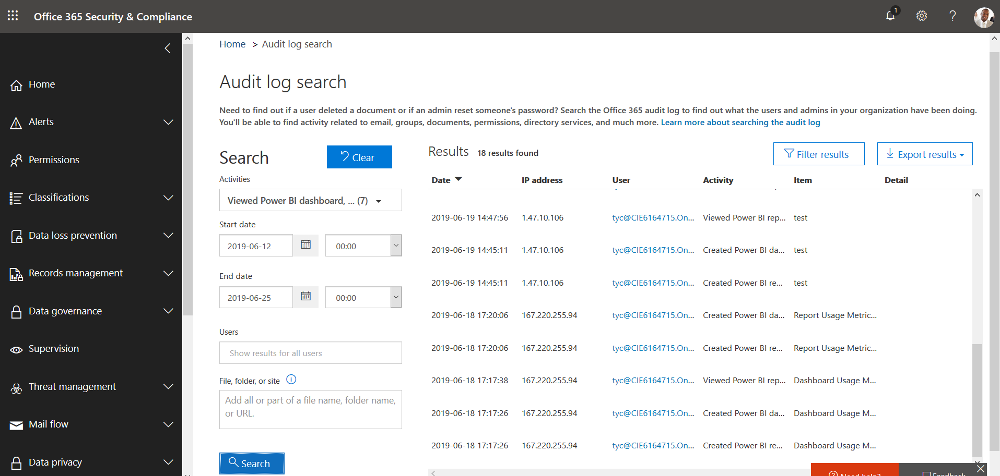 Office 365 Security & Compliance
1
Home
Alerts
Permissions
Classifications
Data loss prevention
Records management
Data governance
Supervision
Threat management
Mail flow
Data privacy
Home > Audit log search
Audit log search
Need to find out if a user deleted a document or if an admin reset someone's password? Search the Office 365 audit log to find out what the users and admins in your organization have been doing.
You'll be able to find activity related to email, groups, documents, permissions, directory services, and much more. Learn more about searching the audit log
Search
Clear
Activities
Viewed Power BI dashboard, ... (7)
Start date
2019-06-12 00:00
End date
2019-06-25 00:00
Users
Show results for all users
File, folder, or site
Add all or part of a file name, folder name,
or URL.
Search
Results 18 results found
Filter results
Export results
Date IP address User Activity Item Detail
2019-06-19 14:47:56 1.47.10.106 tyc@CIE6164715.On... Viewed Power BI rep... test
2019-06-19 14:45:11 1.47.10.106 tyc@CIE6164715.On... Created Power BI da... test
2019-06-19 14:45:11 1.47.10.106 tyc@CIE6164715.On... Created Power BI re... test
2019-06-18 17:20:06 167.220.255.94 tyc@CIE6164715.On... Created Power BI da... Report Usage Metric...
2019-06-18 17:20:06 167.220.255.94 tyc@CIE6164715.On... Created Power BI re... Report Usage Metric...
2019-06-18 17:17:38 167.220.255.94 tyc@CIE6164715.On... Viewed Power BI rep... Dashboard Usage M...
2019-06-18 17:17:26 167.220.255.94 tyc@CIE6164715.On... Created Power BI da... Dashboard Usage M...
2019-06-18 17:17:26 167.220.255.94 tyc@CIE6164715.On... Created Power BI re... Dashboard Usage M...
Need help?
Feedback